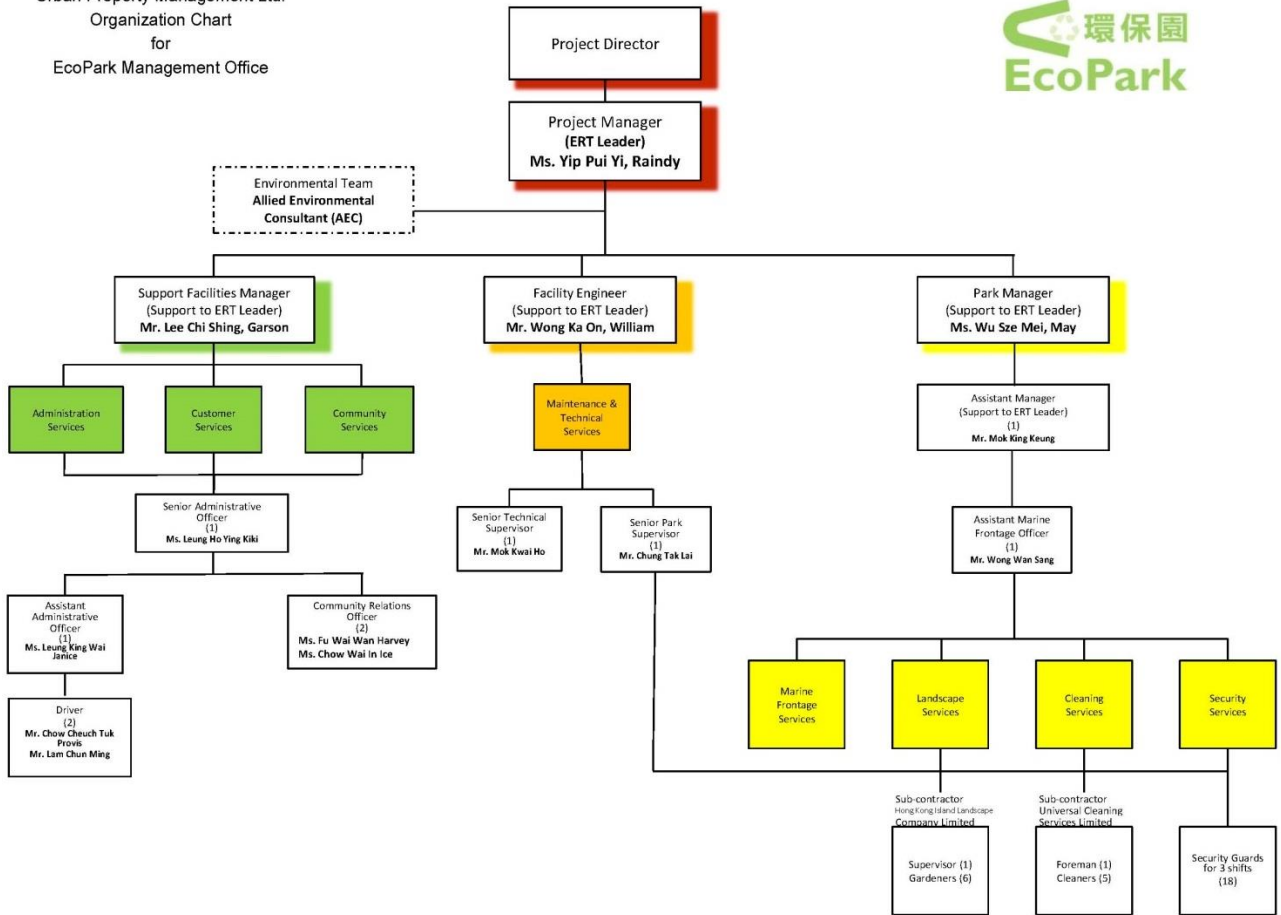 Urban Property Management Ltd.
Organization Chart
for
EcoPark Management Office
環保園
EcoPark
Project Director
Project Manager
(ERT Leader)
Ms. Yip Pui Yi, Raindy
Environmental Team
Allied Environmental
Consultant (AEC)
Support Facilities Manager
(Support to ERT Leader)
Mr. Lee Chi Shing, Garson
Facility Engineer
(Support to ERT Leader)
Mr. Wong Ka On, William
Park Manager
(Support to ERT Leader)
Ms. Wu Sze Mei, May
Administration
Services
Customer
Services
Community
Services
Maintenance &
Technical
Services
Assistant Manager
(Support to ERT Leader)
(1)
Mr. Mok King Keung
Senior Administrative
Officer
(1)
Ms. Leung Ho Ying Kiki
Senior Technical
Supervisor
(1)
Mr. Mok Kwai Ho
Senior Park
Supervisor
(1)
Mr. Chung Tak Lai
Assistant Marine
Frontage Officer
(1)
Mr. Wong Wan Sang
Assistant
Administrative
Officer
(1)
Ms. Leung King Wai
Janice
Community Relations
Officer
(2)
Ms. Fu Wai Wan Harvey
Ms. Chow Wai In Ice
Driver
(2)
Mr. Chow Cheuch Tuk
Provis
Mr. Lam Chun Ming
Marine
Frontage
Services
Landscape
Services
Cleaning
Services
Security
Services
Sub-contractor
Hong Kong Island Landscape
Company Limited
Sub-contractor
Universal Cleaning
Services Limited
Supervisor (1)
Gardeners (6)
Foreman (1)
Cleaners (5)
Security Guards
for 3 shifts
(18)